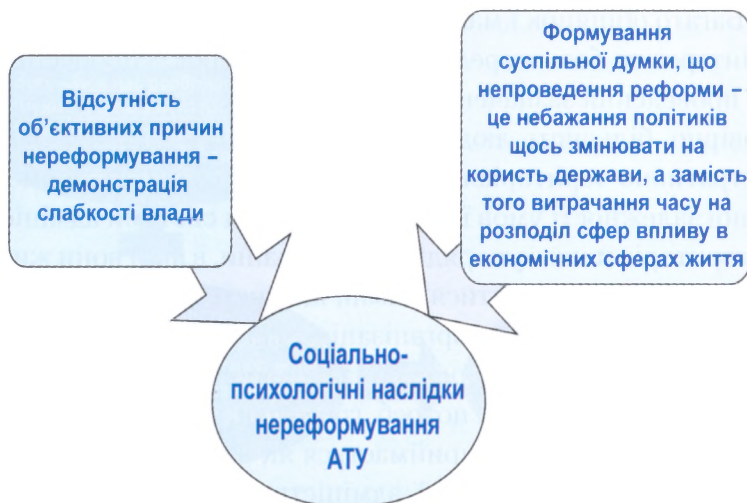 Відсутність
об’єктивних причин
нереформування –
демонстрація
слабкості влади
Формування
суспільної думки, що
непроведення реформи –
це небажання політиків
щось змінювати на
користь держави, а замість
того витрачання часу на
розподіл сфер впливу в
економічних сферах життя
Соціально-
психологічні наслідки
нереформування
АТУ